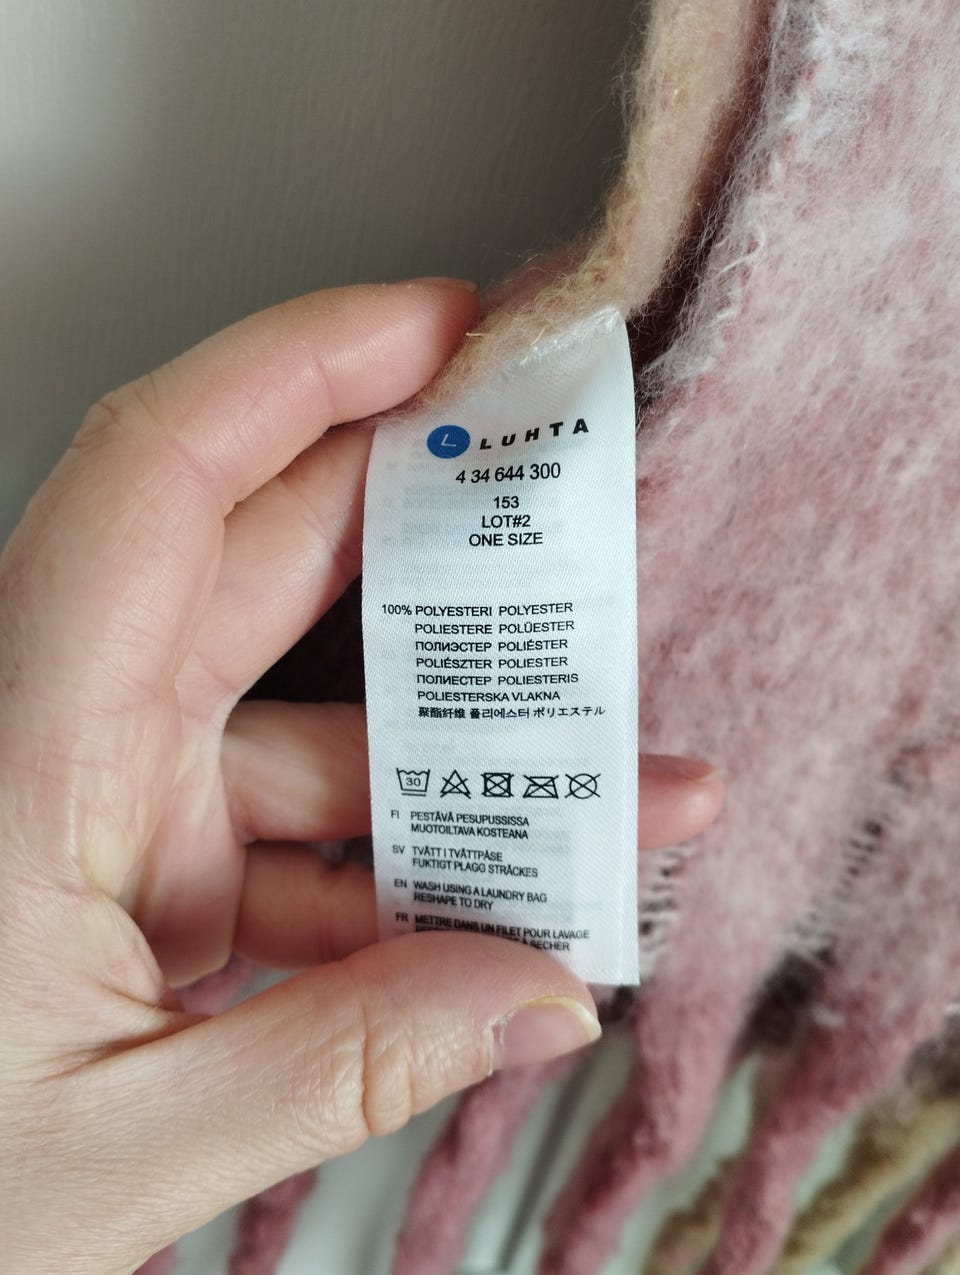 L LUHTA
4 34 644 300
153
LOT#2
ONE SIZE
100% POLYESTERI POLYESTER
POLIESTERE POLÜESTER
ПОЛИЭСТЕР POLIÉSTER
POLIÉSZTER POLIESTER
ПОЛИЕСТЕР POLIESTERIS
POLIESTERSKA VLAKNA
聚酯纤维 폴리에스터 ポリエステル
30
FI PESTÄVÄ PESUPUSSISSA
MUOTOILTAVA KOSTEANA
SV TVÄTT I TVÄTTPÅSE
FUKTIGT PLAGG STRÄCKES
EN WASH USING A LAUNDRY BAG
RESHAPE TO DRY
FR METTRE DANS UN FILET POUR LAVAGE
À SECHER